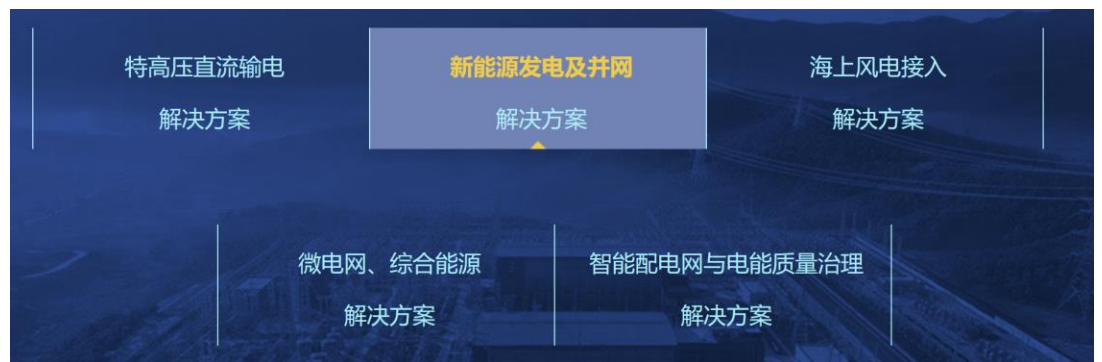 特高压直流输电
新能源发电及并网
海上风电接入
解决方案
解决方案
解决方案
微电网、综合能源
智能配电网与电能质量治理
解决方案
解决方案